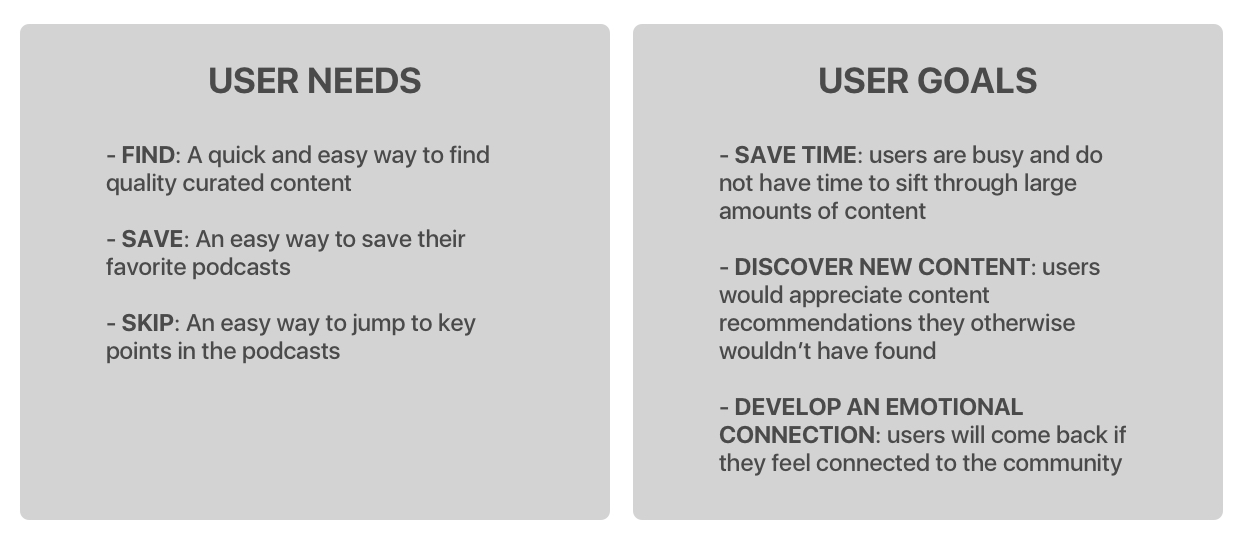 USER NEEDS
- FIND: A quick and easy way to find
quality curated content
- SAVE: An easy way to save their
favorite podcasts
- SKIP: An easy way to jump to key
points in the podcasts
USER GOALS
- SAVE TIME: users are busy and do
not have time to sift through large
amounts of content
- DISCOVER NEW CONTENT: users
would appreciate content
recommendations they otherwise
wouldn’t have found
- DEVELOP AN EMOTIONAL
CONNECTION: users will come back if
they feel connected to the community